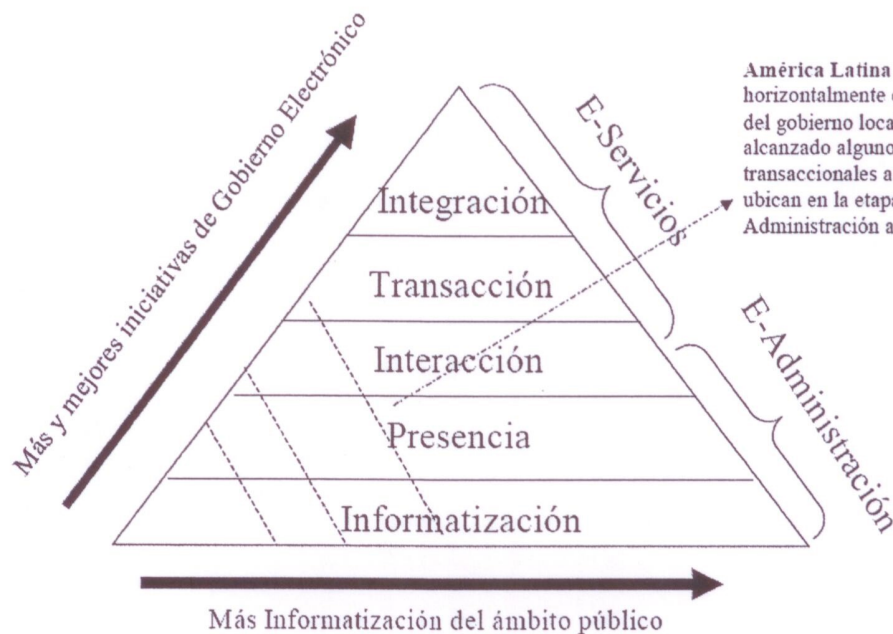 Más y mejores iniciativas de Gobierno Electrónico
América Latina
horizontalmente
del gobierno loca
alcanzado alguno
transaccionales a
ubican en la etapa
Administración a
E-Servicios
Integración
Transacción
Interacción
E-Administración
Presencia
Informatización
Más Informatización del ámbito público